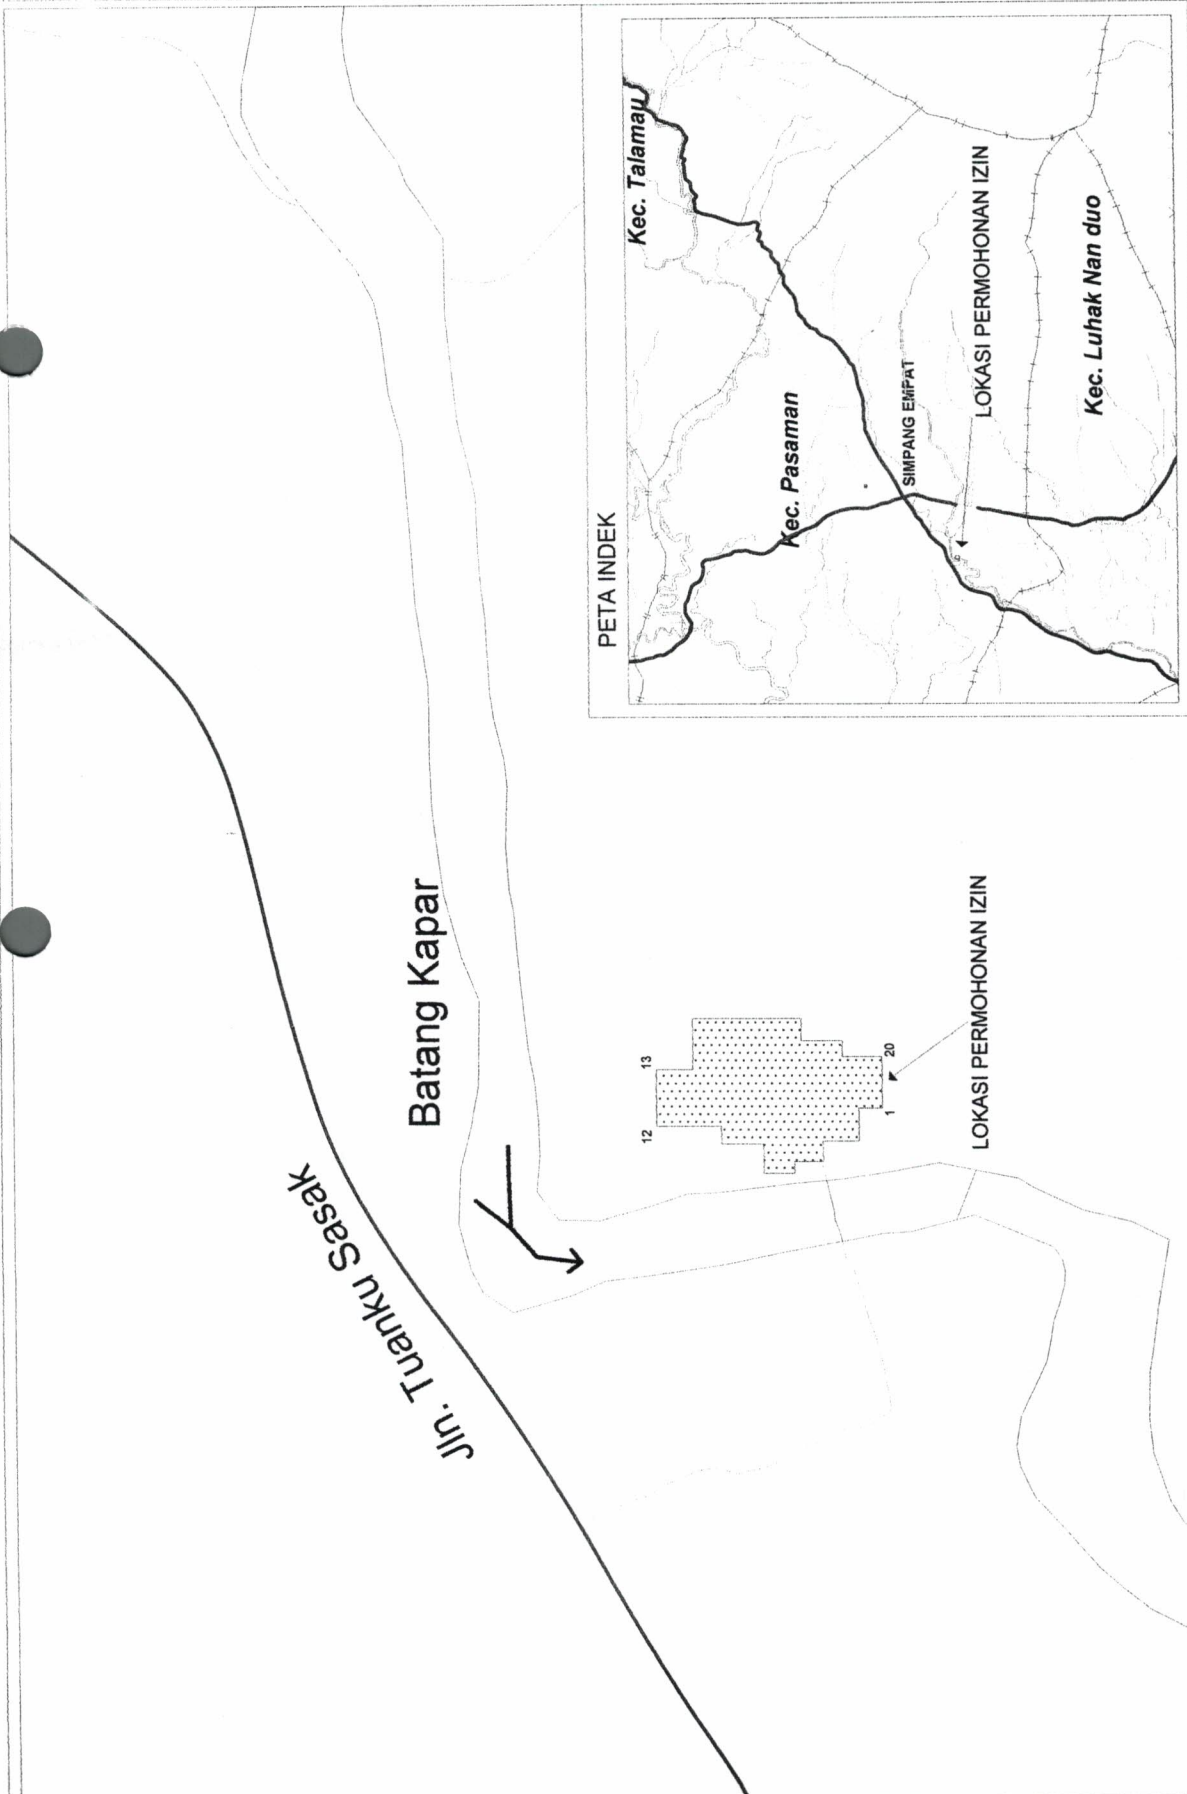 Jln. Tuanku Sasak
Batang Kapar
12
13
1
20
LOKASI PERMOHONAN IZIN
PETA INDEK
Kec. Talamau
Kec. Pasaman
SIMPANG EMPAT
LOKASI PERMOHONAN IZIN
Kec. Luhak Nan duo